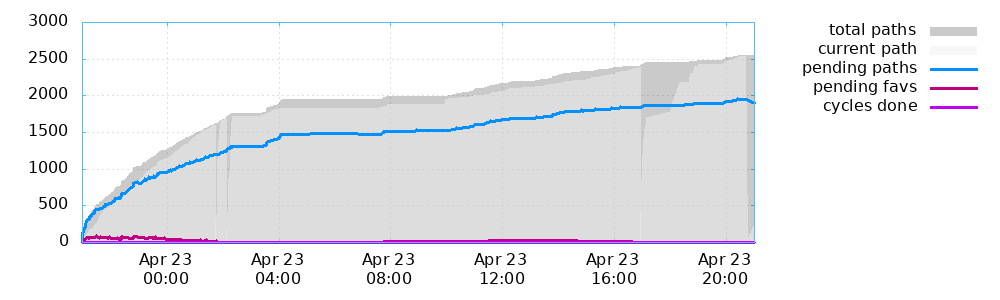 3000
2500
2000
1500
1000
500
0
Apr 23
00:00
Apr 23
04:00
Apr 23
08:00
Apr 23
12:00
Apr 23
16:00
Apr 23
20:00
total paths
current path
pending paths
pending favs
cycles done